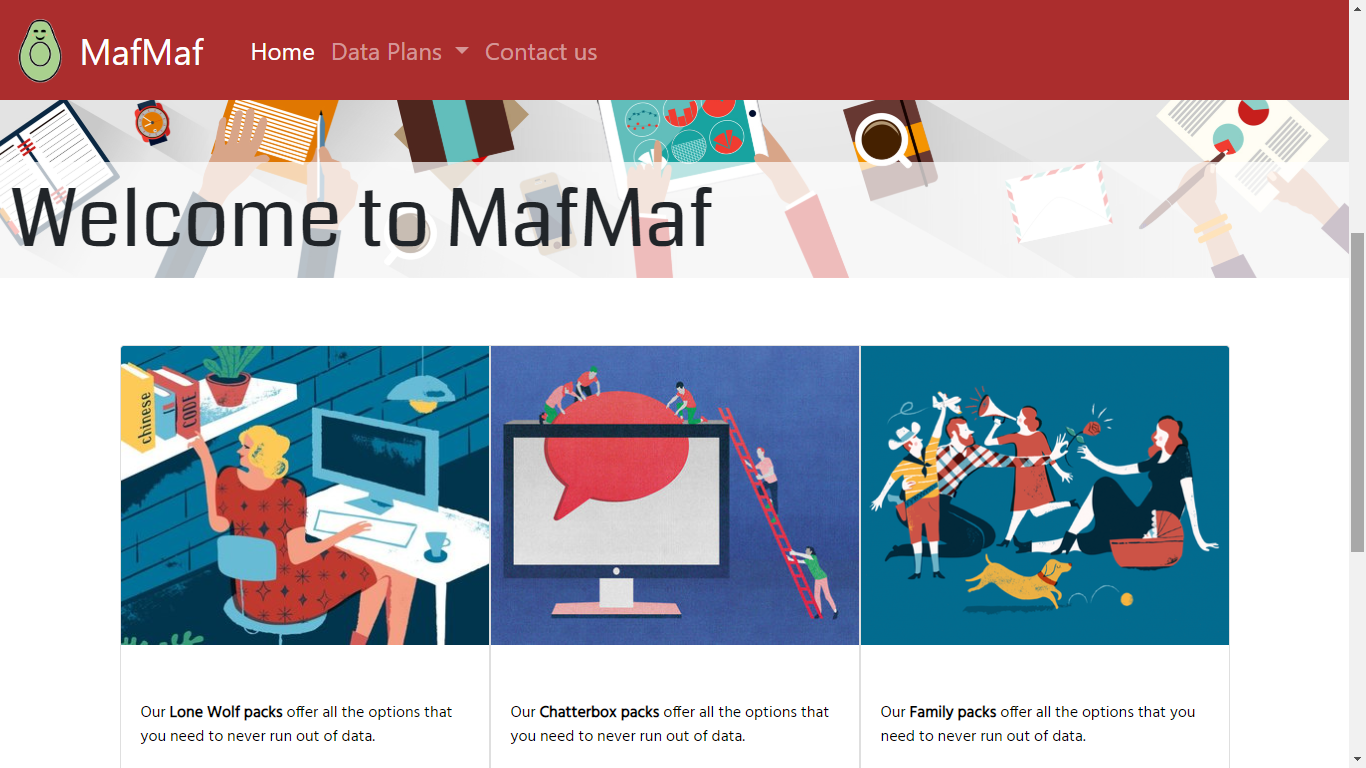 MafMaf
Home
Data Plans
Contact us
Welcome to MafMaf
chinese
CODE
Our Lone Wolf packs offer all the options that
you need to never run out of data.
Our Chatterbox packs offer all the options that
you need to never run out of data.
Our Family packs offer all the options that you
need to never run out of data.